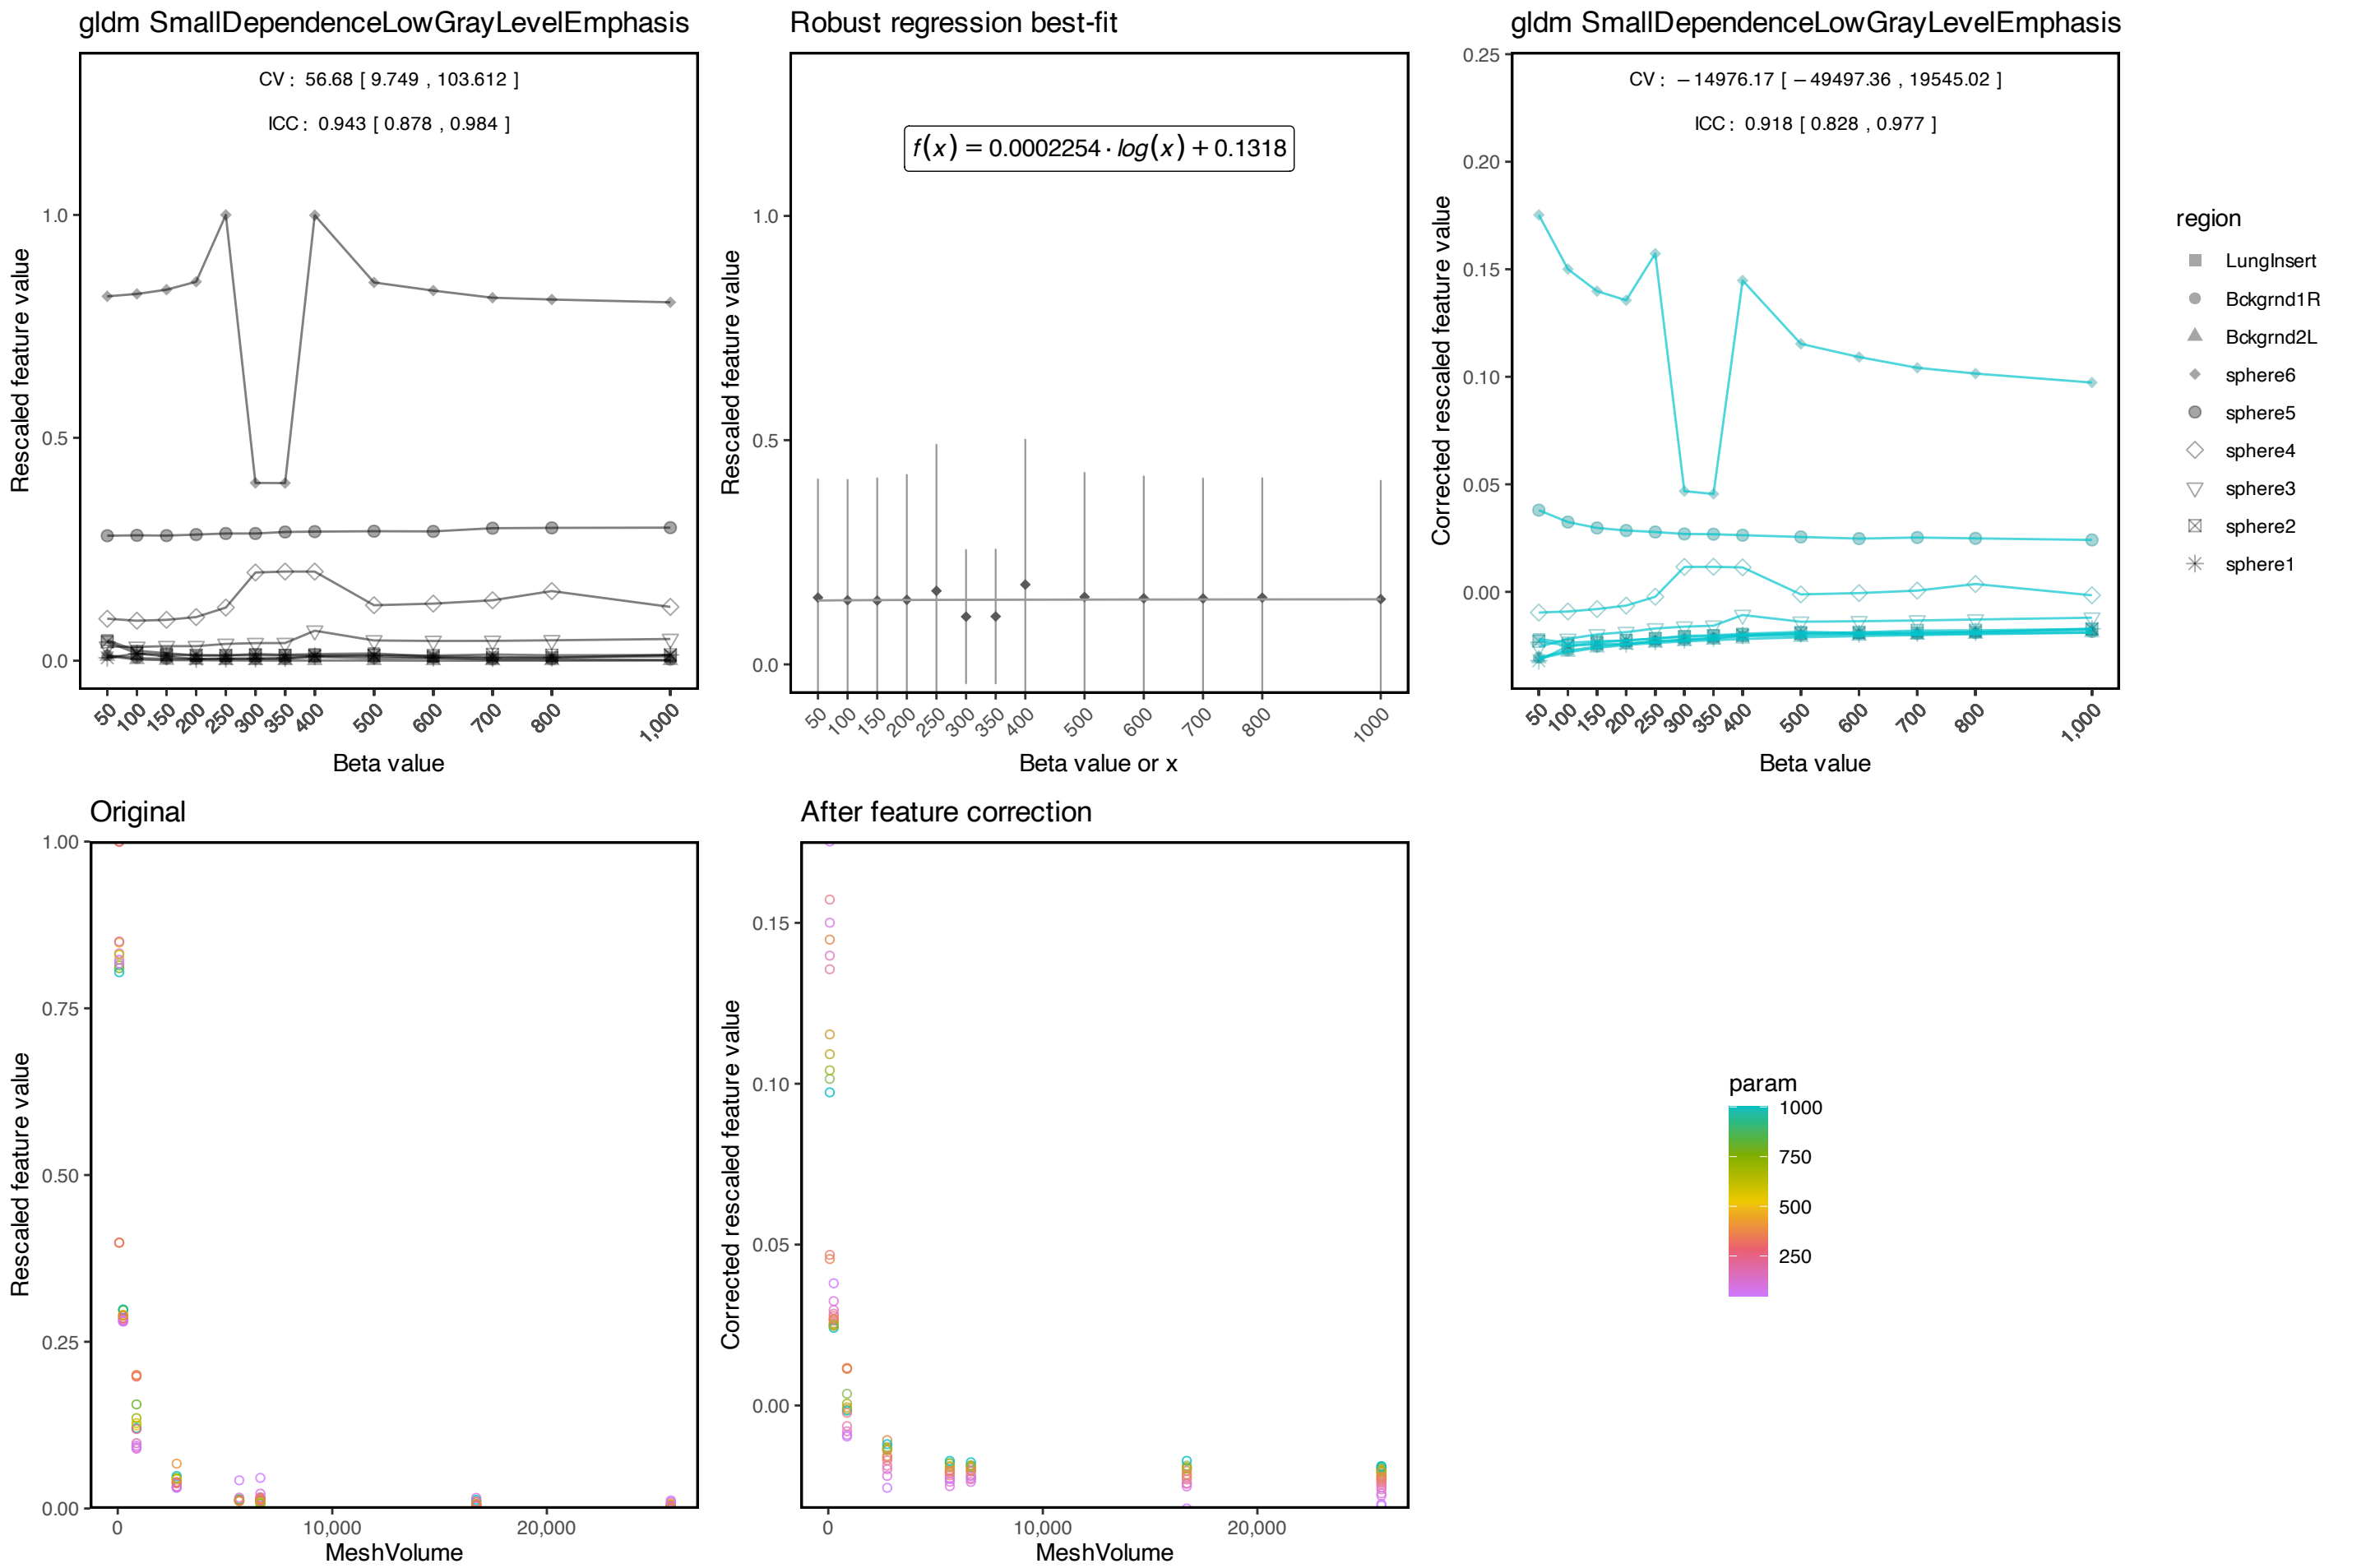 gldm SmallDependenceLowGrayLevelEmphasis
CV : 56.68 [ 9.749 , 103.612 ]
ICC : 0.943 [ 0.878 , 0.984 ]
Rescaled feature value
1.0
0.5
0.0
50 100 150 200 250 300 350 400 500 600 700 800 1,000
Beta value
Robust regression best-fit
f(x) = 0.0002254 · log(x) + 0.1318
Rescaled feature value
1.0
0.5
0.0
50 100 150 200 250 300 350 400 500 600 700 800 1000
Beta value or x
gldm SmallDependenceLowGrayLevelEmphasis
CV : −14976.17 [ −49497.36 , 19545.02 ]
ICC : 0.918 [ 0.828 , 0.977 ]
Corrected rescaled feature value
0.25
0.20
0.15
0.10
0.05
0.00
50 100 150 200 250 300 350 400 500 600 700 800 1,000
Beta value
region
LungInsert
Bckgrnd1R
Bckgrnd2L
sphere6
sphere5
sphere4
sphere3
sphere2
sphere1
Original
Rescaled feature value
1.00
0.75
0.50
0.25
0.00
0 10,000 20,000
MeshVolume
After feature correction
Corrected rescaled feature value
0.15
0.10
0.05
0.00
0 10,000 20,000
MeshVolume
param
1000
750
500
250